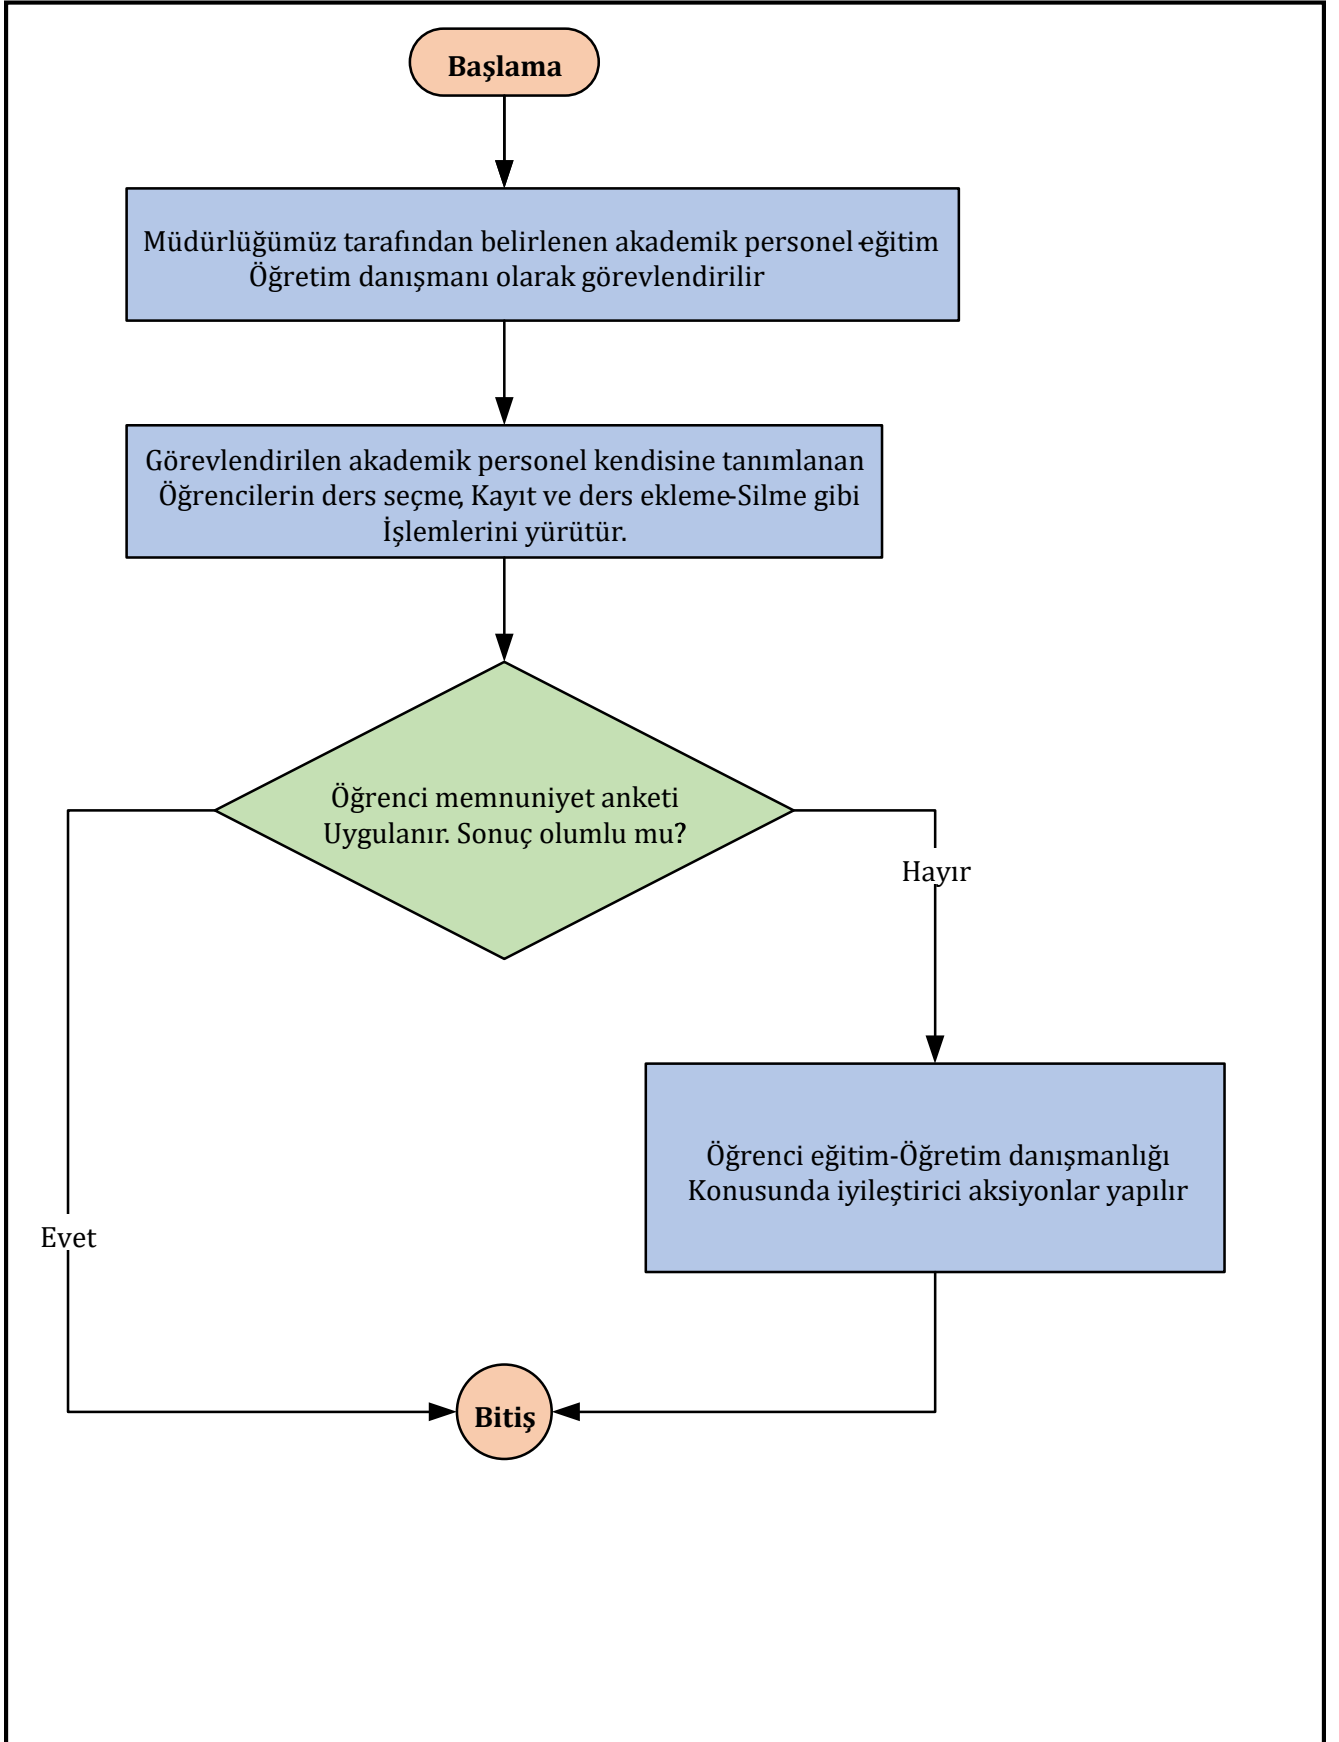 Başlama
Müdürlüğümüz tarafından belirlenen akademik personel eğitim-
Öğretim danışmanı olarak görevlendirilir
Görevlendirilen akademik personel kendisine tanımlanan
Öğrencilerin ders seçme, Kayıt ve ders ekleme-Silme gibi
İşlemlerini yürütür.
Öğrenci memnuniyet anketi
Uygulanır. Sonuç olumlu mu?
Hayır
Öğrenci eğitim-Öğretim danışmanlığı
Konusunda iyileştirici aksiyonlar yapılır
Evet
Bitiş